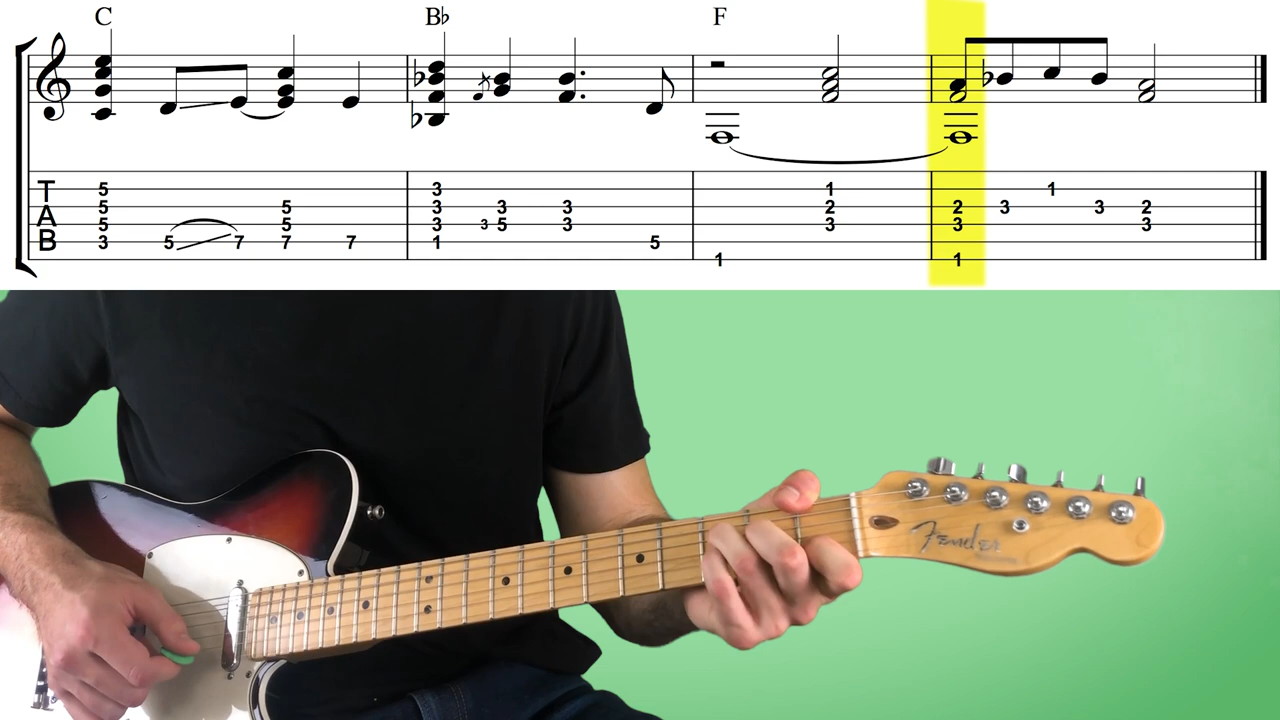 C B♭ F
T 5 3 1 2 1
5 5 3 3 3 2 2 3 3 2
A 5 5 3 3 5 3 3 3 3
B 3 5 7 7 7 1 5
1 1
Fender